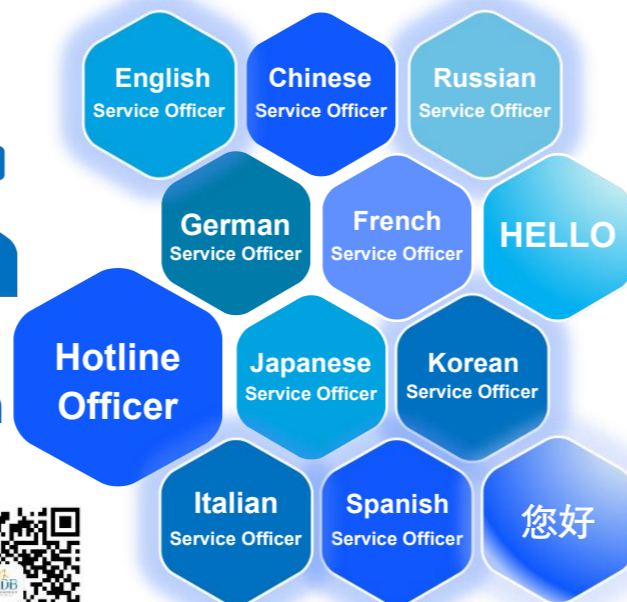 English
Service Officer
Chinese
Service Officer
Russian
Service Officer
German
Service Officer
French
Service Officer
HELLO
Hotline
Officer
Japanese
Service Officer
Korean
Service Officer
Italian
Service Officer
Spanish
Service Officer
您好